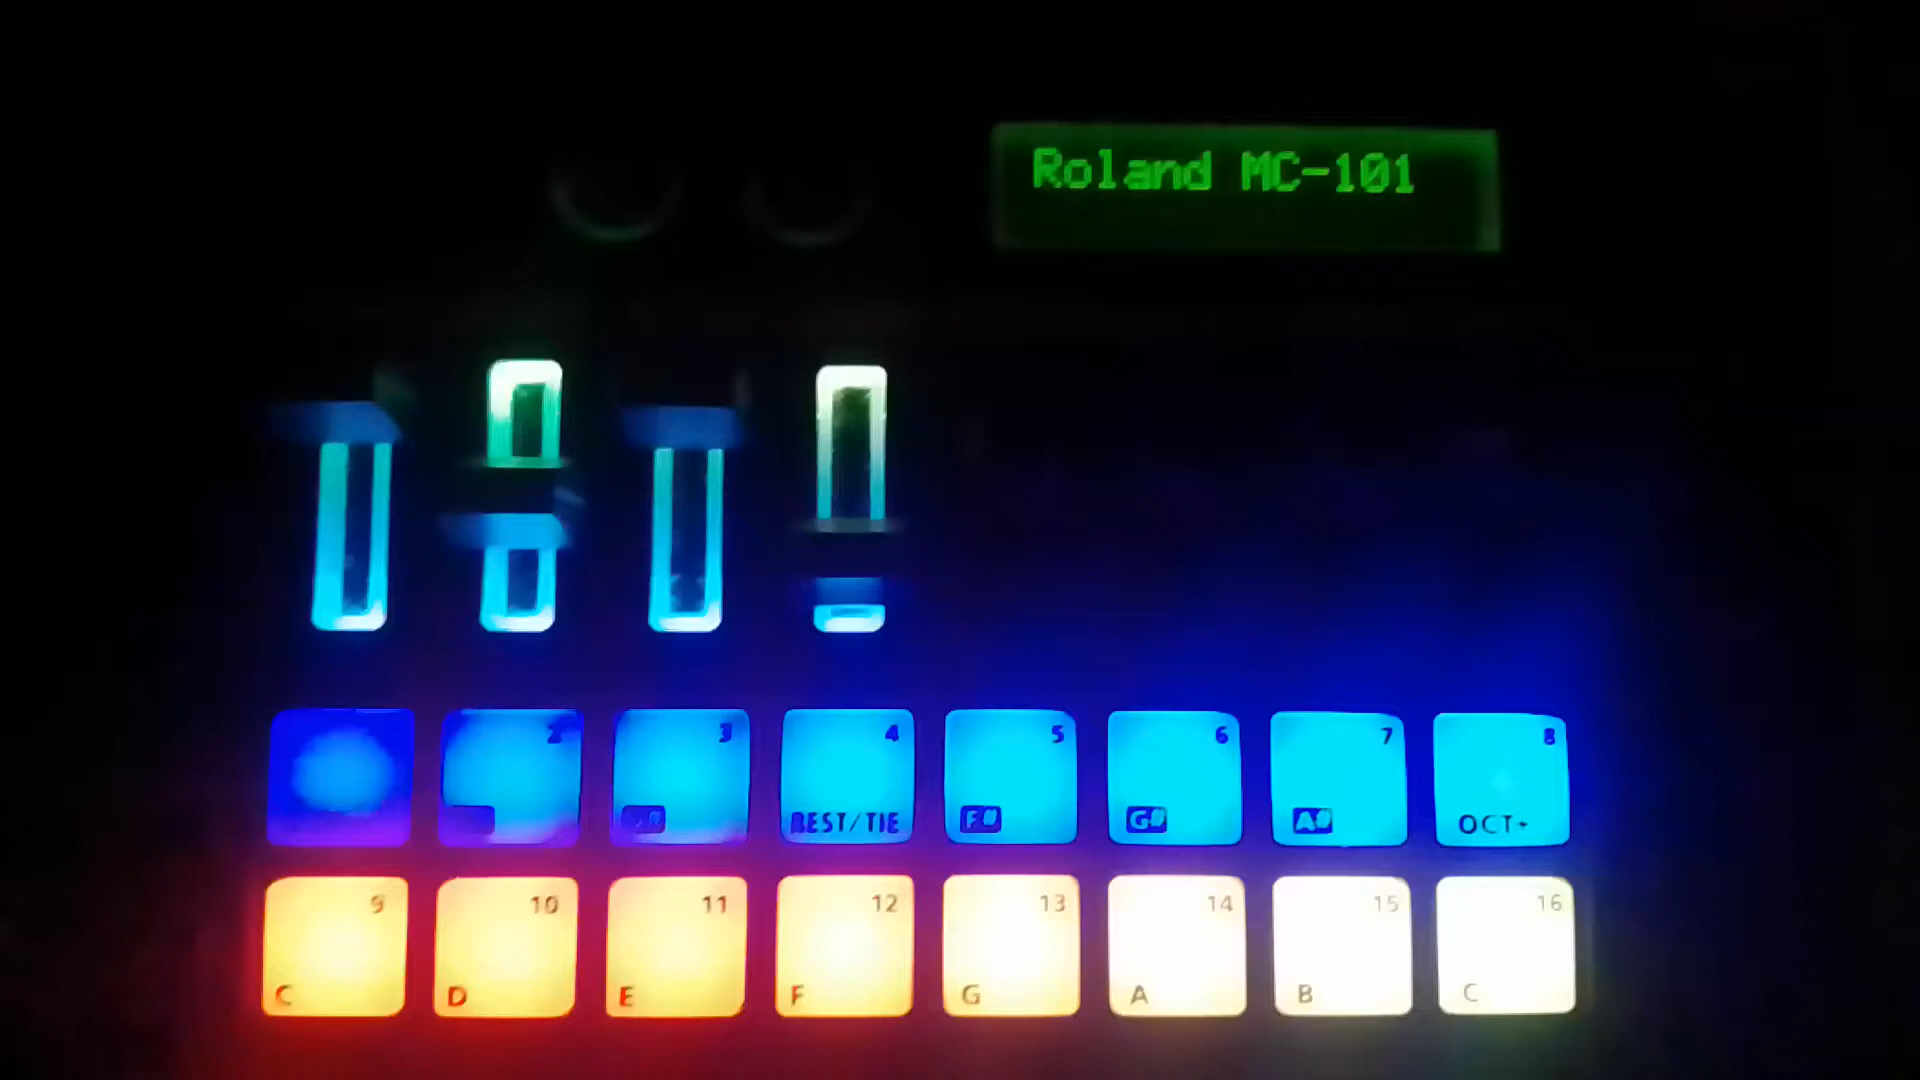 Roland MC-101
2 3 4 5 6 7 8
REST/TIE F# G# A# OCT+
9 10 11 12 13 14 15 16
C D E F G A B C